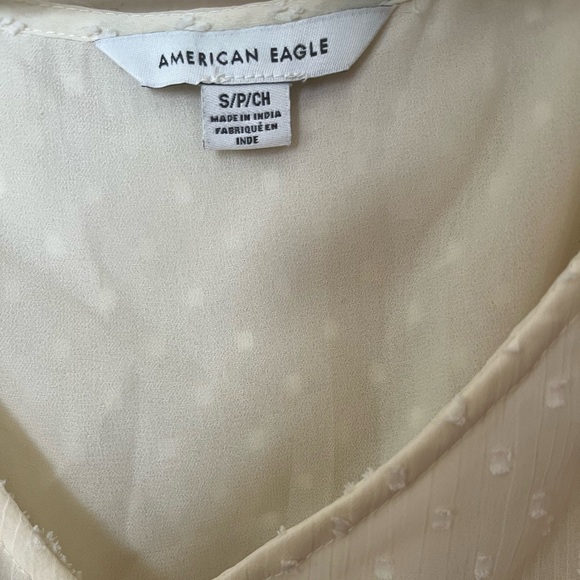 AMERICAN EAGLE
S/P/CH
MADE IN INDIA
FABRIQUÉ EN
INDE